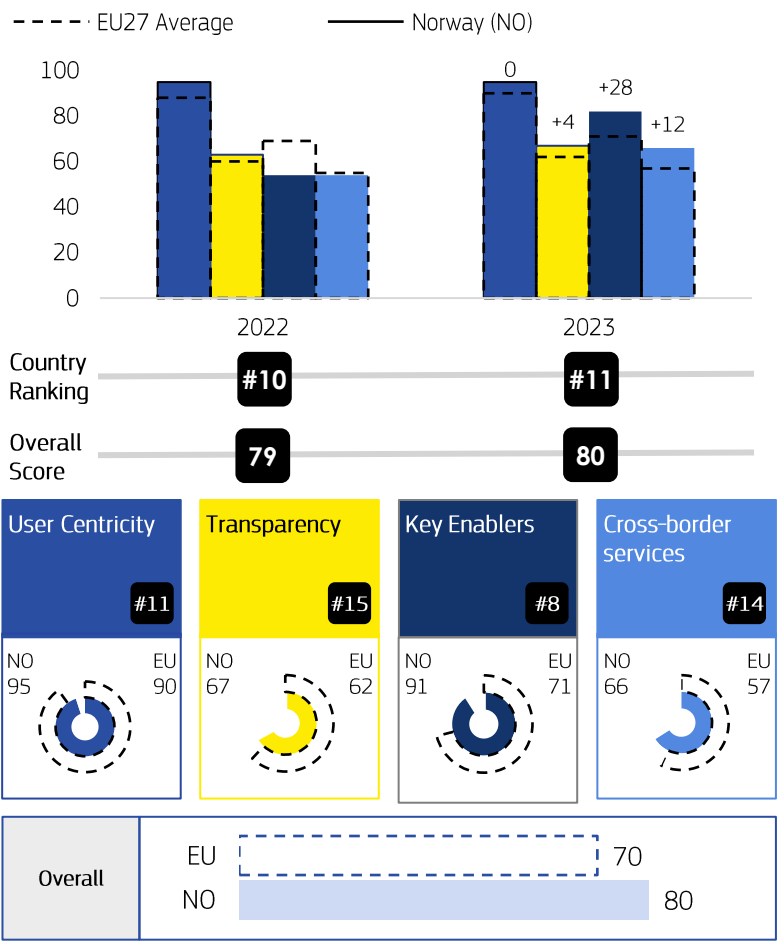 EU27 Average
Norway (NO)
100
80
60
40
20
0
0
+4
+28
+12
2022
2023
Country
Ranking
#10
#11
Overall
Score
79
80
User Centricity
#11
Transparency
#15
Key Enablers
#8
Cross-border
services
#14
NO
95
EU
90
NO
67
EU
62
NO
91
EU
71
NO
66
EU
57
Overall
EU
70
NO
80